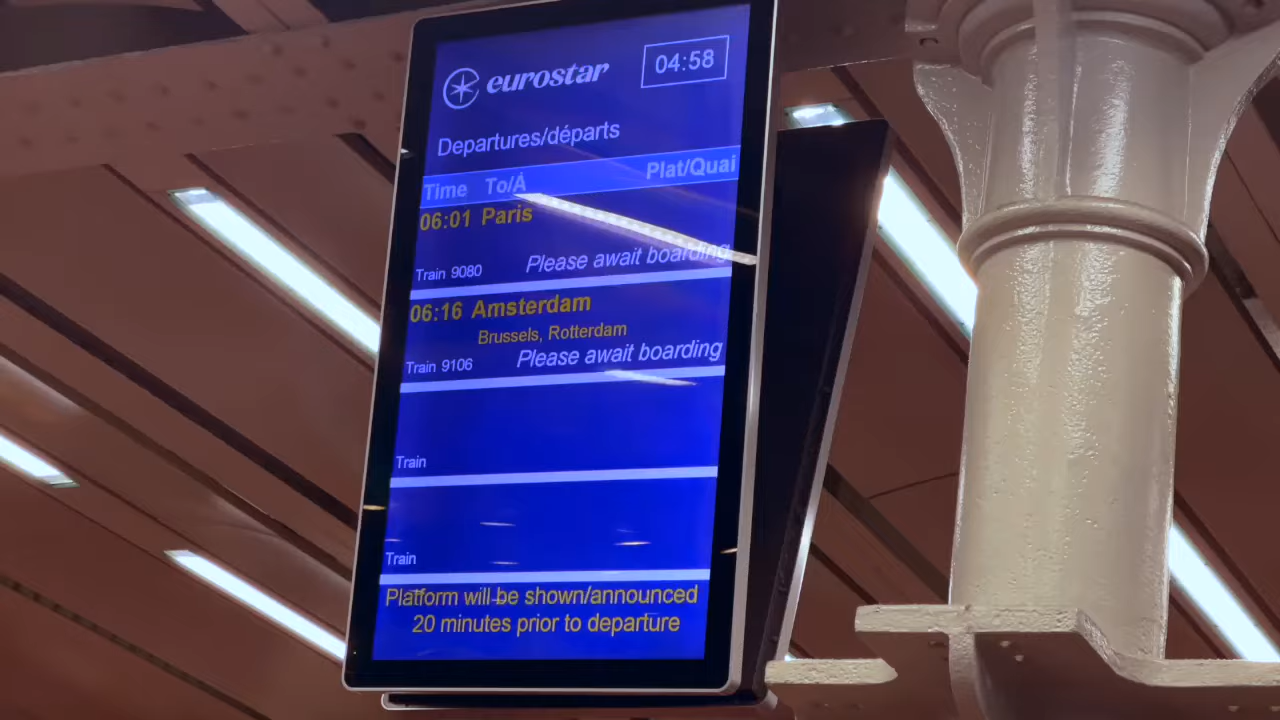 eurostar
04:58
Departures/départs
Time To/À Plat/Quai
06:01 Paris
Train 9080 Please await boarding
06:16 Amsterdam
Brussels, Rotterdam
Train 9106 Please await boarding
Train
Train
Platform will be shown/announced
20 minutes prior to departure